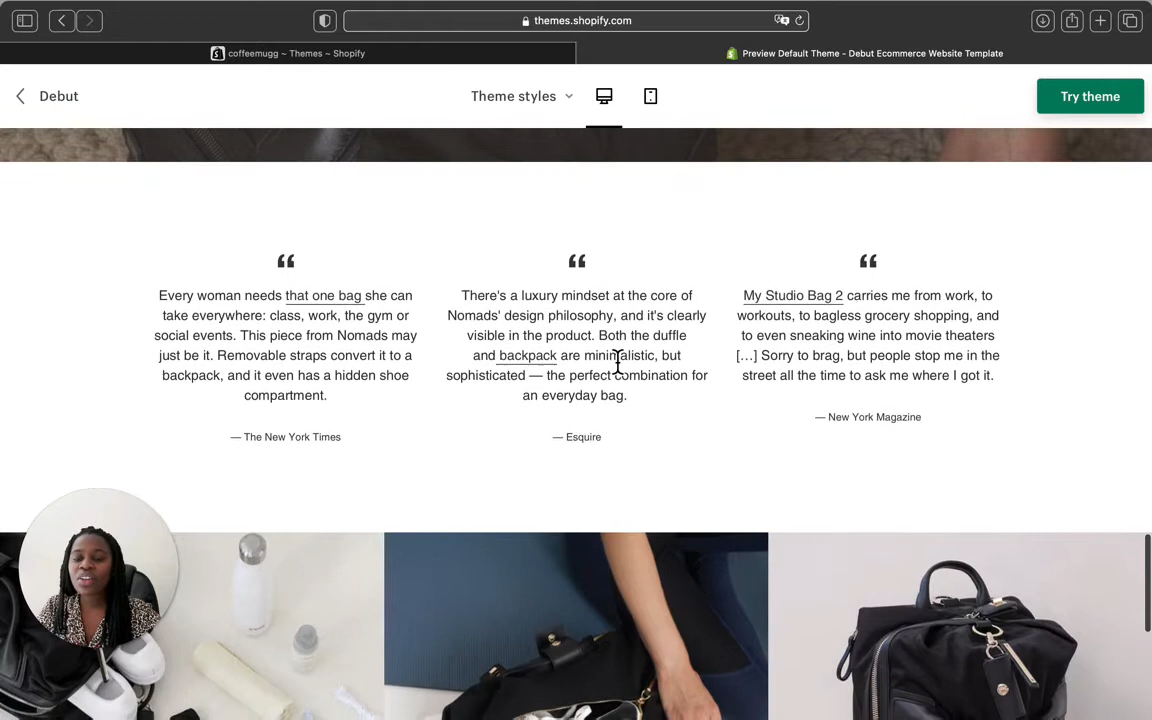 themes.shopify.com
coffeemugg ~ Themes ~ Shopify
Preview Default Theme - Debut Ecommerce Website Template
Debut
Theme styles
Try theme
“
Every woman needs that one bag she can
take everywhere: class, work, the gym or
social events. This piece from Nomads may
just be it. Removable straps convert it to a
backpack, and it even has a hidden shoe
compartment.
— The New York Times
“
There's a luxury mindset at the core of
Nomads' design philosophy, and it's clearly
visible in the product. Both the duffle
and backpack are minimalistic, but
sophisticated — the perfect combination for
an everyday bag.
— Esquire
“
My Studio Bag 2 carries me from work, to
workouts, to bagless grocery shopping, and
to even sneaking wine into movie theaters
[…] Sorry to brag, but people stop me in the
street all the time to ask me where I got it.
— New York Magazine